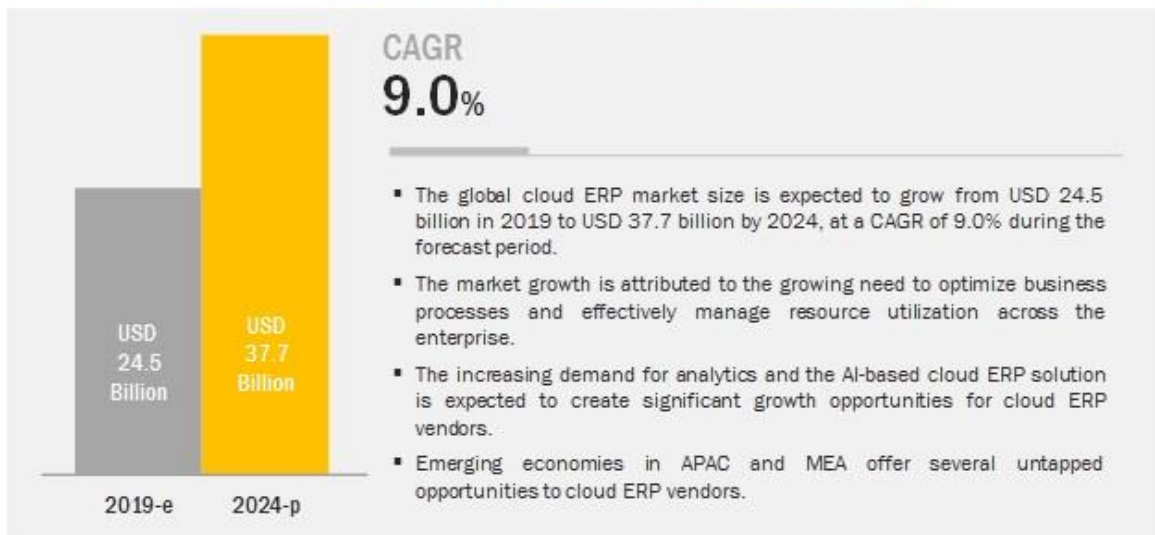 CAGR
9.0%
▪ The global cloud ERP market size is expected to grow from USD 24.5
billion in 2019 to USD 37.7 billion by 2024, at a CAGR of 9.0% during the
forecast period.
▪ The market growth is attributed to the growing need to optimize business
processes and effectively manage resource utilization across the
enterprise.
▪ The increasing demand for analytics and the AI-based cloud ERP solution
is expected to create significant growth opportunities for cloud ERP
vendors.
▪ Emerging economies in APAC and MEA offer several untapped
opportunities to cloud ERP vendors.
USD
24.5
Billion
USD
37.7
Billion
2019-e
2024-p